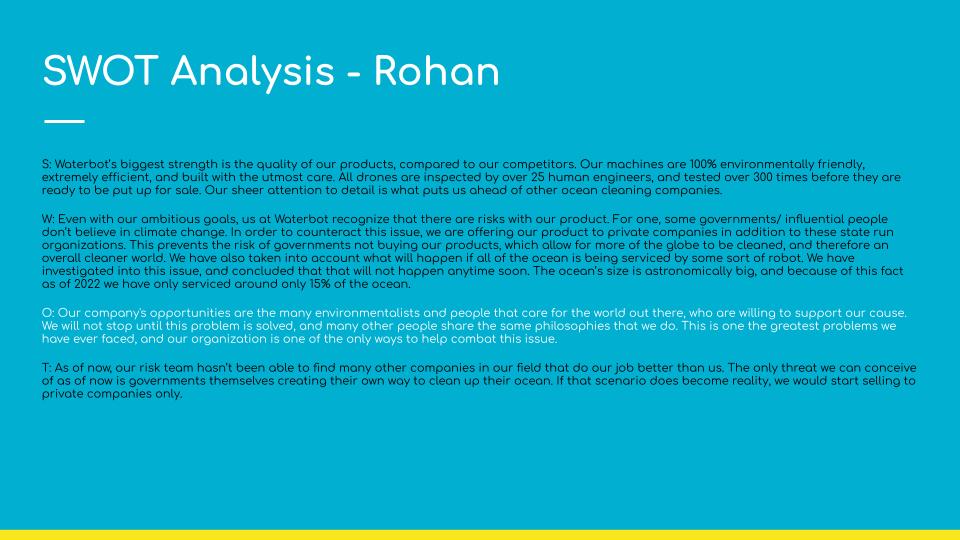 SWOT Analysis - Rohan
S: Waterbot's biggest strength is the quality of our products, compared to our competitors. Our machines are 100% environmentally friendly,
extremely efficient, and built with the utmost care. All drones are inspected by over 25 human engineers, and tested over 300 times before they are
ready to be put up for sale. Our sheer attention to detail is what puts us ahead of other ocean cleaning companies.
W: Even with our ambitious goals, us at Waterbot recognize that there are risks with our product. For one, some governments/ influential people
don't believe in climate change. In order to counteract this issue, we are offering our product to private companies in addition to these state run
organizations. This prevents the risk of governments not buying our products, which allow for more of the globe to be cleaned, and therefore an
overall cleaner world. We have also taken into account what will happen if all of the ocean is being serviced by some sort of robot. We have
investigated into this issue, and concluded that that will not happen anytime soon. The ocean's size is astronomically big, and because of this fact
as of 2022 we have only serviced around only 15% of the ocean.
O: Our company's opportunities are the many environmentalists and people that care for the world out there, who are willing to support our cause.
We will not stop until this problem is solved, and many other people share the same philosophies that we do. This is one the greatest problems we
have ever faced, and our organization is one of the only ways to help combat this issue.
T: As of now, our risk team hasn't been able to find many other companies in our field that do our job better than us. The only threat we can conceive
of as of now is governments themselves creating their own way to clean up their ocean. If that scenario does become reality, we would start selling to
private companies only.